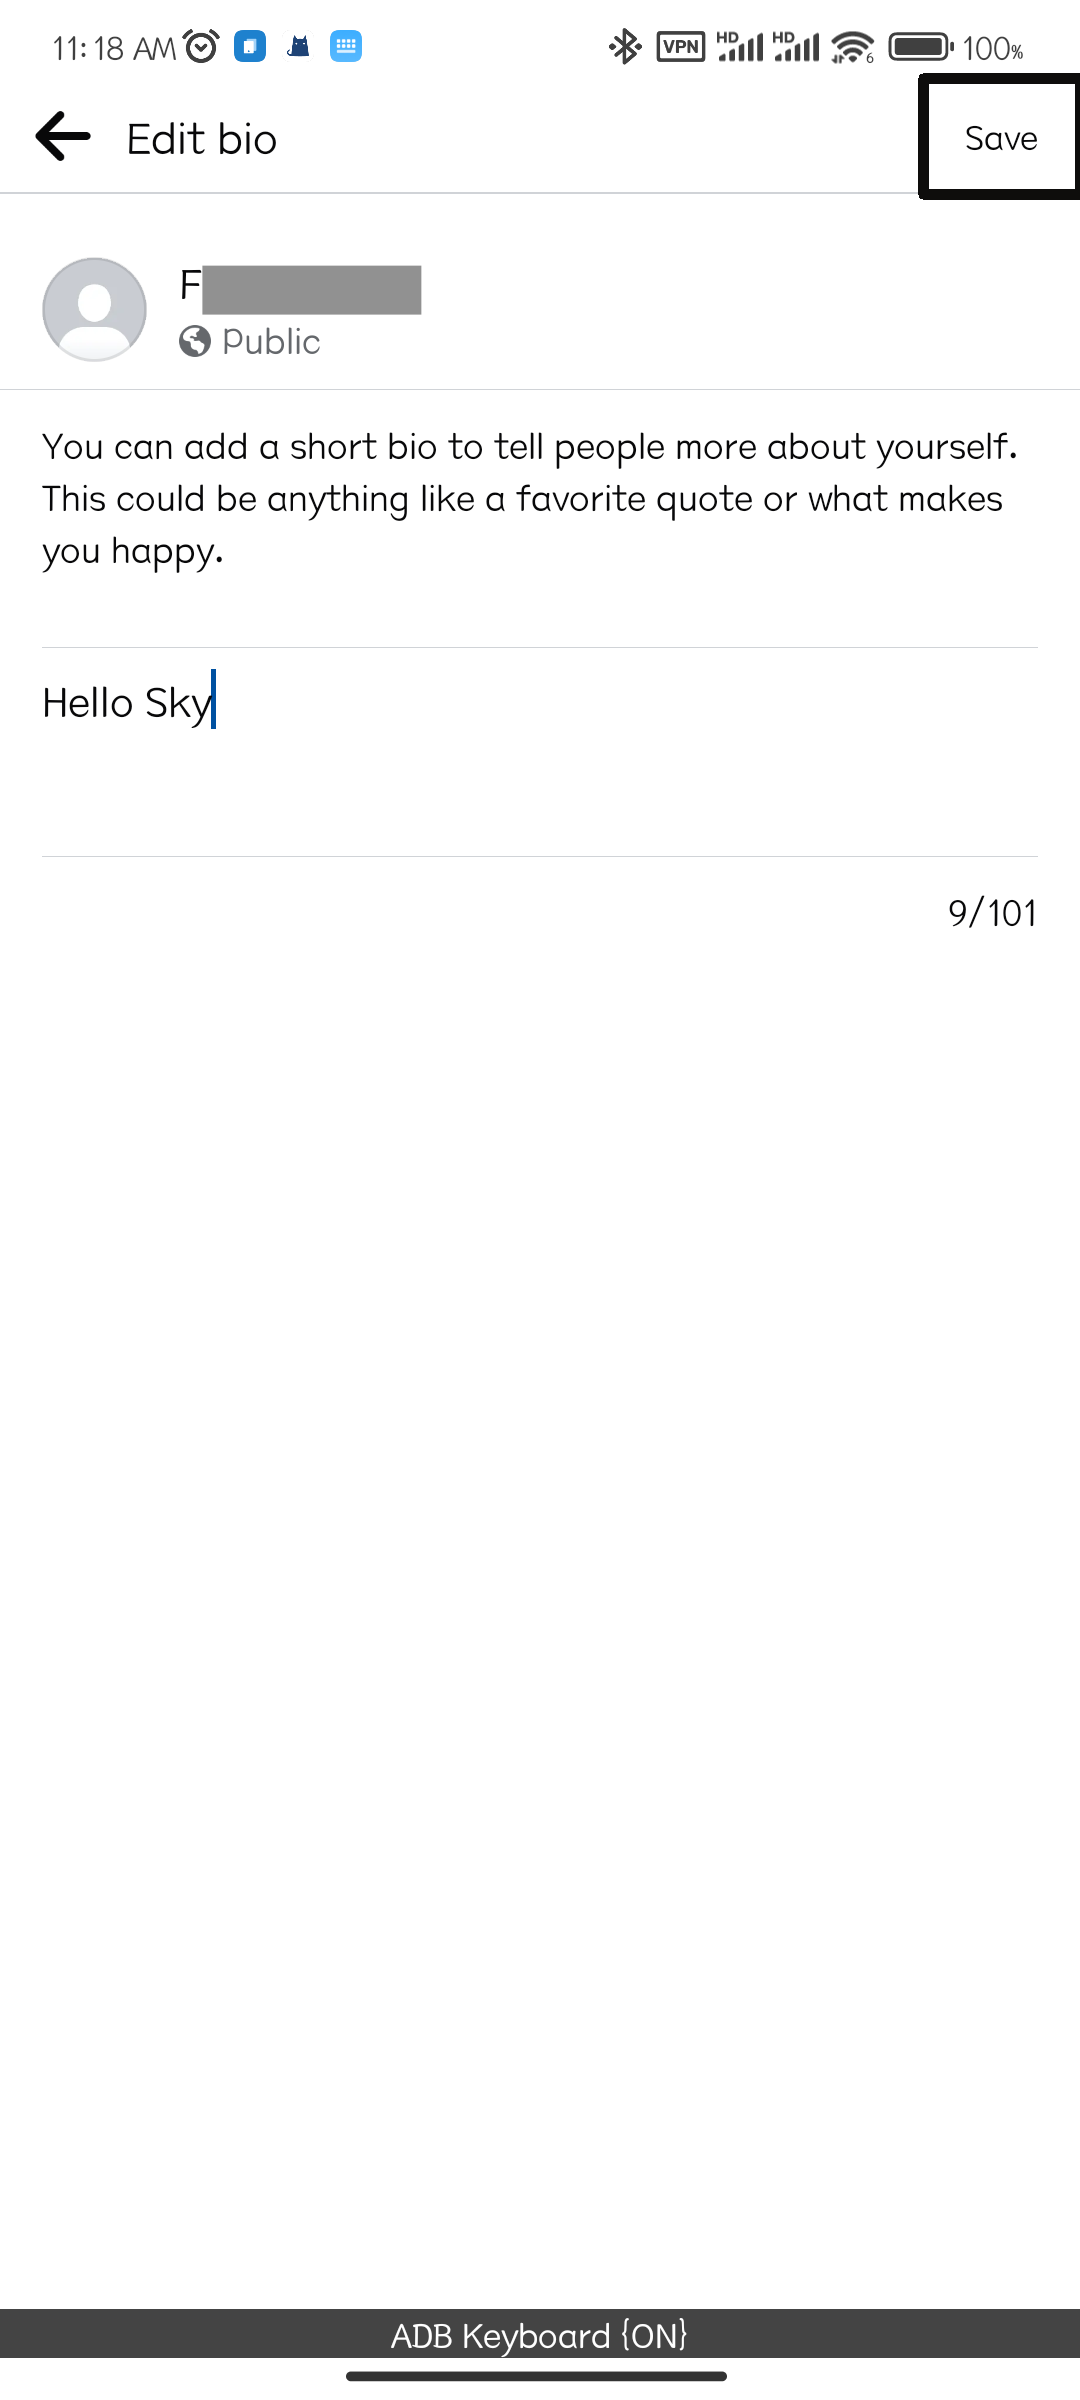 11:18 AM
VPN HD HD 6 100%
Edit bio
Save
F
Public
You can add a short bio to tell people more about yourself.
This could be anything like a favorite quote or what makes
you happy.
Hello Sky
9/101
ADB Keyboard {ON}